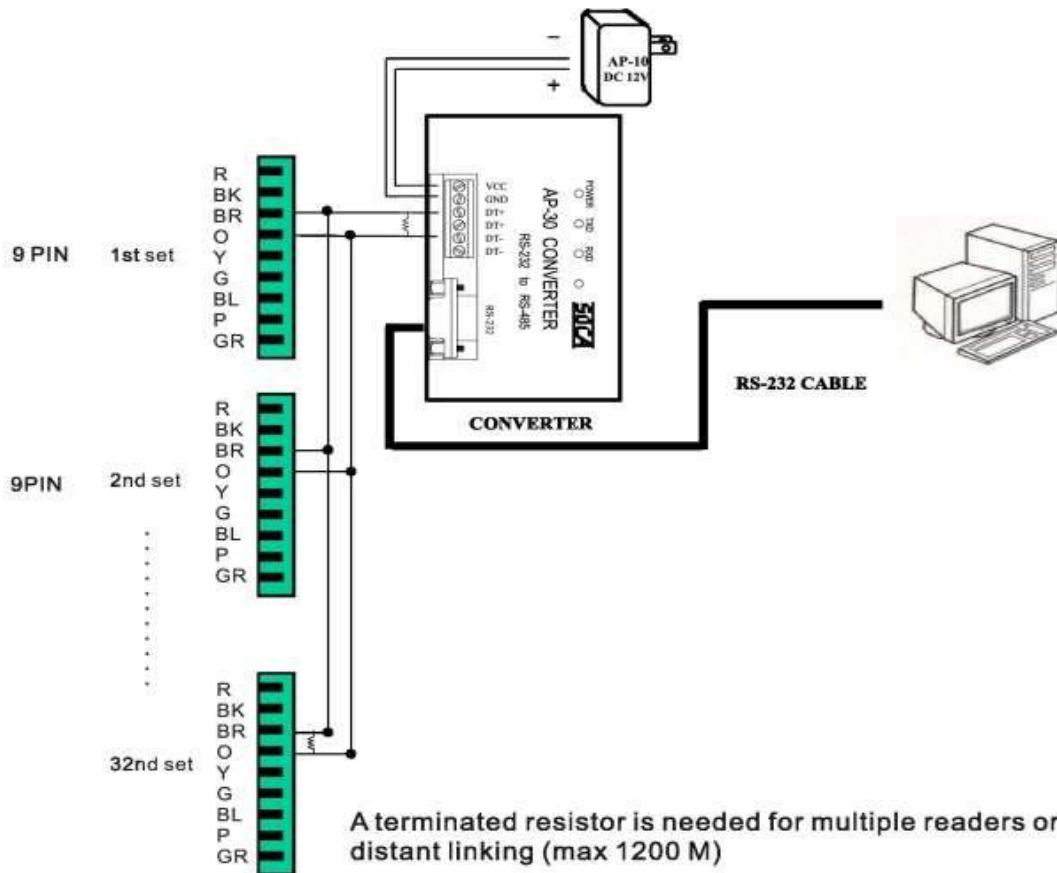 −
AP-10
DC 12V
+
R
BK
BR
O
Y
G
BL
P
GR
9 PIN
1st set
VCC
GND
DT+
DT+
DT-
DT-
RS-232
AP-30 CONVERTER
RS-232 to RS-485
POWER
TXD
RXD
SOCA
CONVERTER
RS-232 CABLE
R
BK
BR
O
Y
G
BL
P
GR
9PIN
2nd set
R
BK
BR
O
Y
G
BL
P
GR
32nd set
A terminated resistor is needed for multiple readers or
distant linking (max 1200 M)